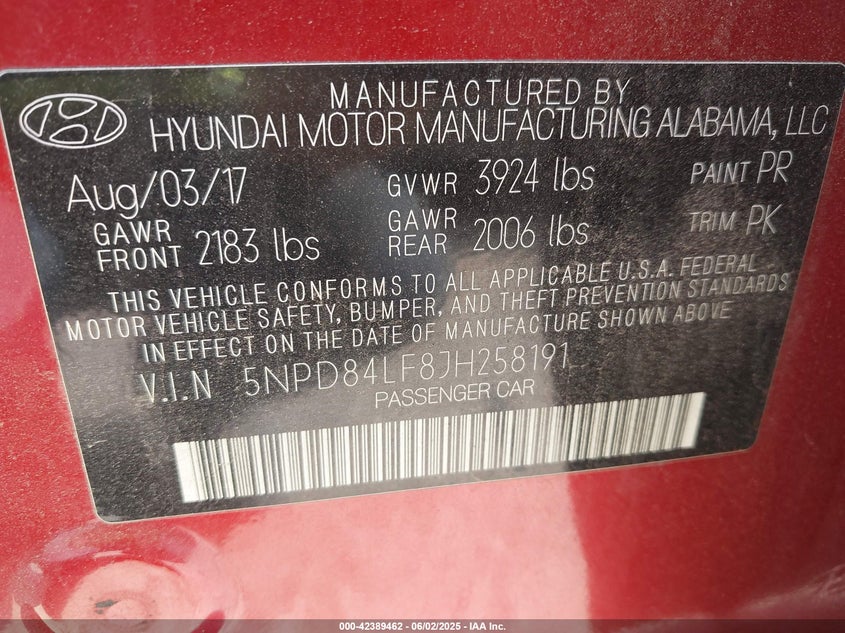 MANUFACTURED BY
HYUNDAI MOTOR MANUFACTURING ALABAMA, LLC
Aug/03/17 GVWR 3924 lbs PAINT PR
GAWR FRONT 2183 lbs GAWR REAR 2006 lbs TRIM PK
THIS VEHICLE CONFORMS TO ALL APPLICABLE U.S.A. FEDERAL
MOTOR VEHICLE SAFETY, BUMPER, AND THEFT PREVENTION STANDARDS
IN EFFECT ON THE DATE OF MANUFACTURE SHOWN ABOVE
V.I.N 5NPD84LF8JH258191
PASSENGER CAR
000-42389462 - 06/02/2025 - IAA Inc.